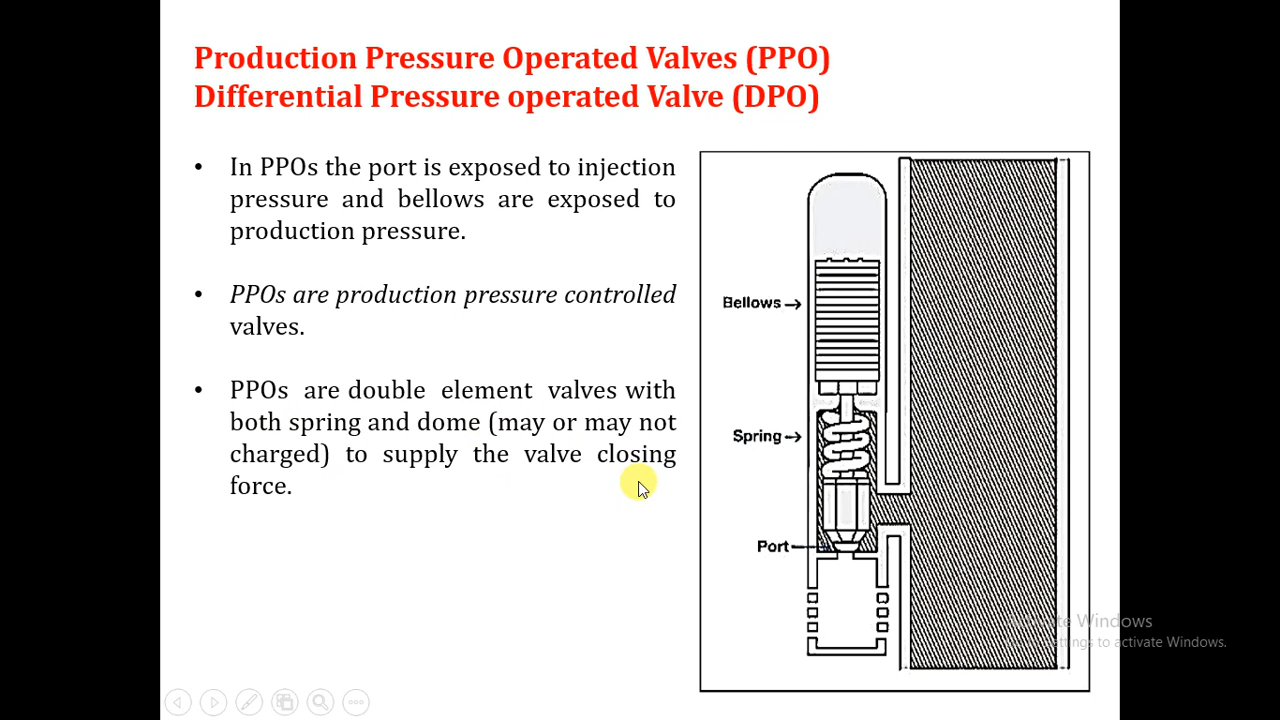 Production Pressure Operated Valves (PPO)
Differential Pressure operated Valve (DPO)
• In PPOs the port is exposed to injection
pressure and bellows are exposed to
production pressure.
• PPOs are production pressure controlled
valves.
• PPOs are double element valves with
both spring and dome (may or may not
charged) to supply the valve closing
force.
Bellows
Spring
Port
Windows
to activate Windows.